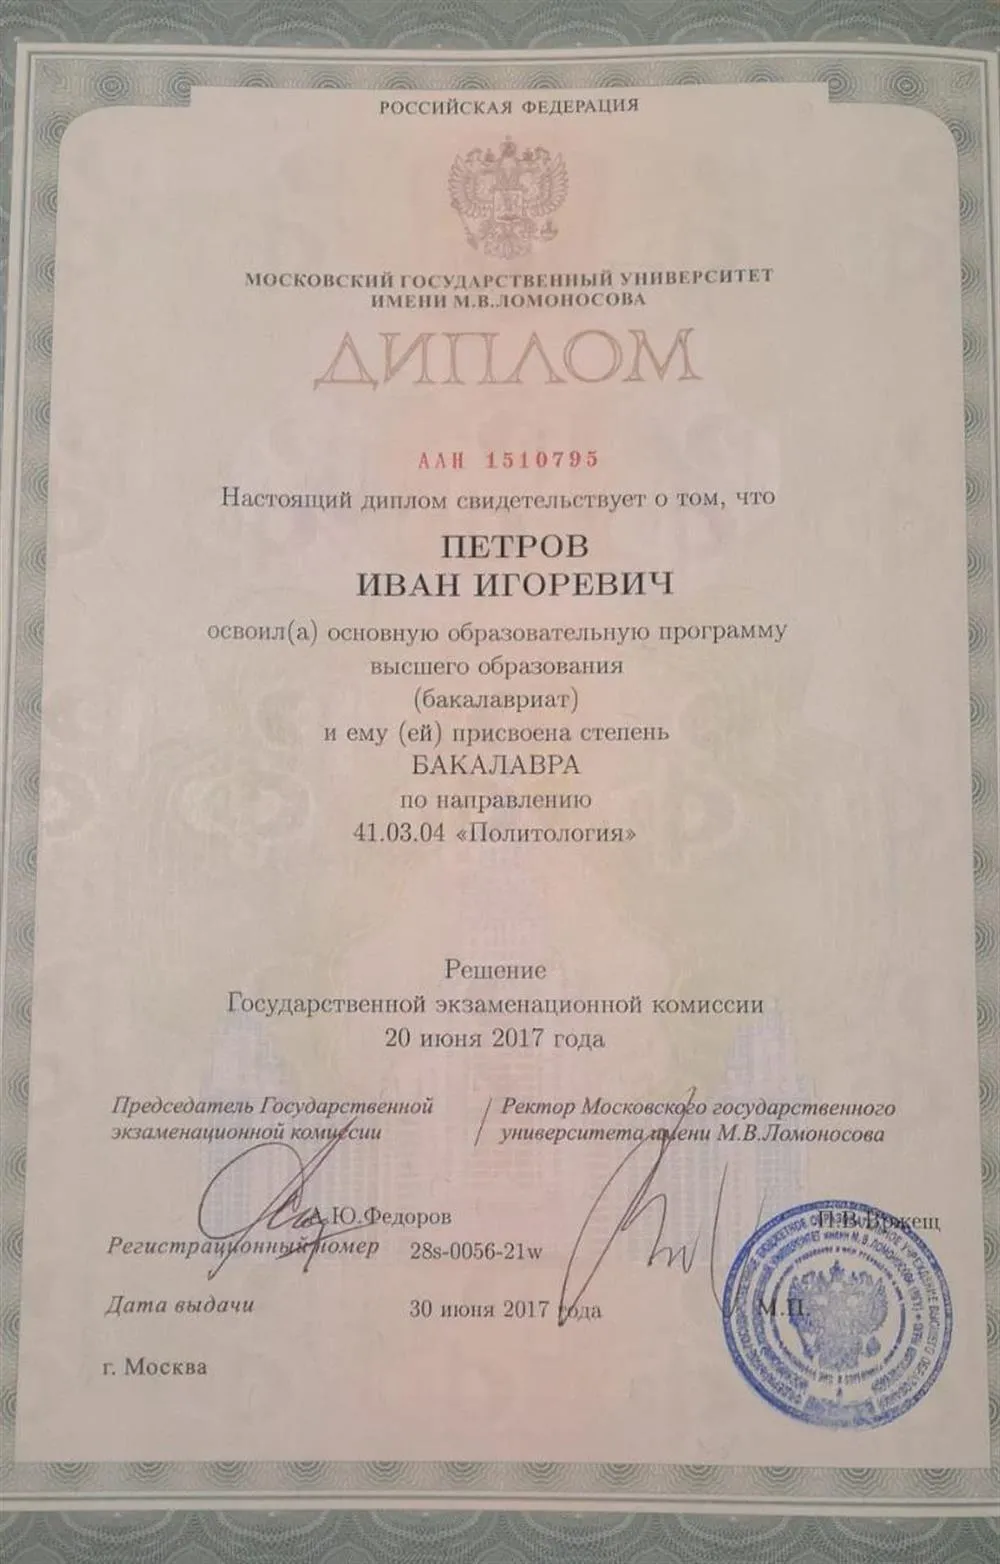 РОССИЙСКАЯ ФЕДЕРАЦИЯ
МОСКОВСКИЙ ГОСУДАРСТВЕННЫЙ УНИВЕРСИТЕТ
ИМЕНИ М.В.ЛОМОНОСОВА
ДИПЛОМ
ААН 1510795
Настоящий диплом свидетельствует о том, что
ПЕТРОВ
ИВАН ИГОРЕВИЧ
освоил(а) основную образовательную программу
высшего образования
(бакалавриат)
и ему (ей) присвоена степень
БАКАЛАВРА
по направлению
41.03.04 «Политология»
Решение
Государственной экзаменационной комиссии
20 июня 2017 года
Председатель Государственной
экзаменационной комиссии
Ректор Московского государственного
университета имени М.В.Ломоносова
А.Ю.Федоров
П.В.Вржещ
Регистрационный номер 28s-0056-21w
Дата выдачи 30 июня 2017 года
М.П.
г. Москва